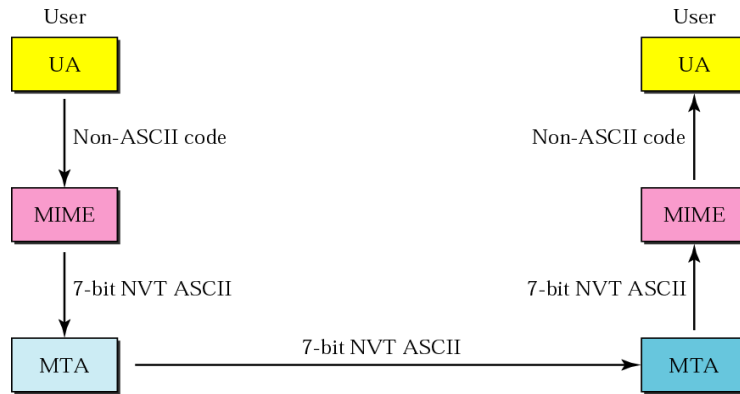 User
User
UA
UA
Non-ASCII code
Non-ASCII code
MIME
MIME
7-bit NVT ASCII
7-bit NVT ASCII
7-bit NVT ASCII
MTA
MTA